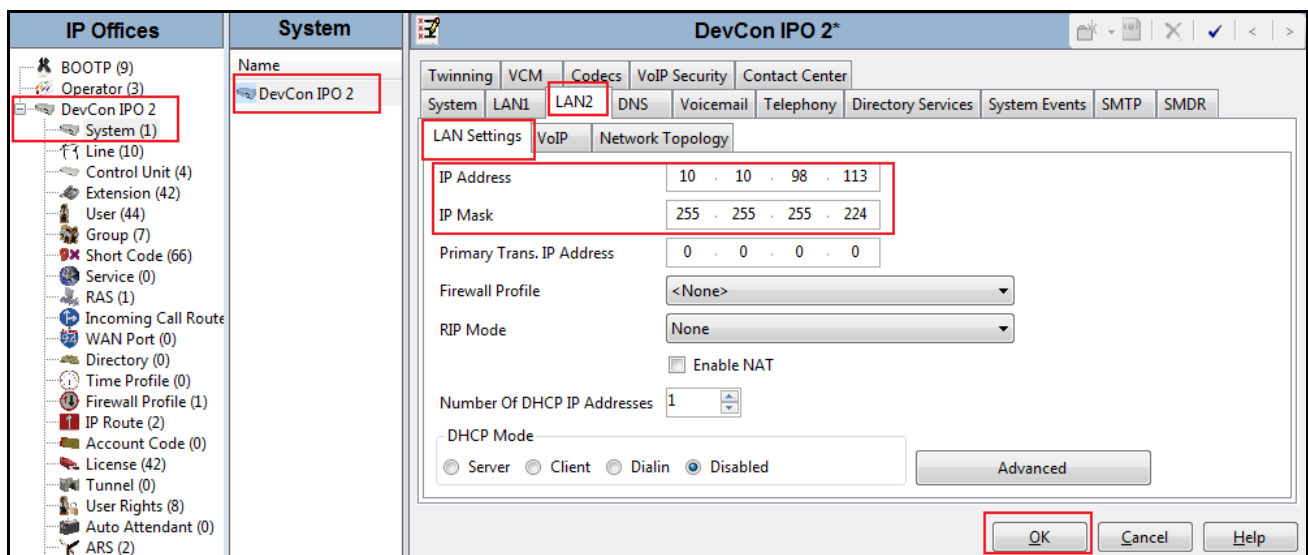 IP Offices
BOOTP (9)
Operator (3)
DevCon IPO 2
System (1)
Line (10)
Control Unit (4)
Extension (42)
User (44)
Group (7)
Short Code (66)
Service (0)
RAS (1)
Incoming Call Route
WAN Port (0)
Directory (0)
Time Profile (0)
Firewall Profile (1)
IP Route (2)
Account Code (0)
License (42)
Tunnel (0)
User Rights (8)
Auto Attendant (0)
ARS (2)
System
Name
DevCon IPO 2
DevCon IPO 2*
Twinning VCM Codecs VoIP Security Contact Center
System LAN1 LAN2 DNS Voicemail Telephony Directory Services System Events SMTP SMDR
LAN Settings VoIP Network Topology
IP Address 10 . 10 . 98 . 113
IP Mask 255 . 255 . 255 . 224
Primary Trans. IP Address 0 . 0 . 0 . 0
Firewall Profile <None>
RIP Mode None
Enable NAT
Number Of DHCP IP Addresses 1
DHCP Mode
Server Client Dialin Disabled
Advanced
OK Cancel Help